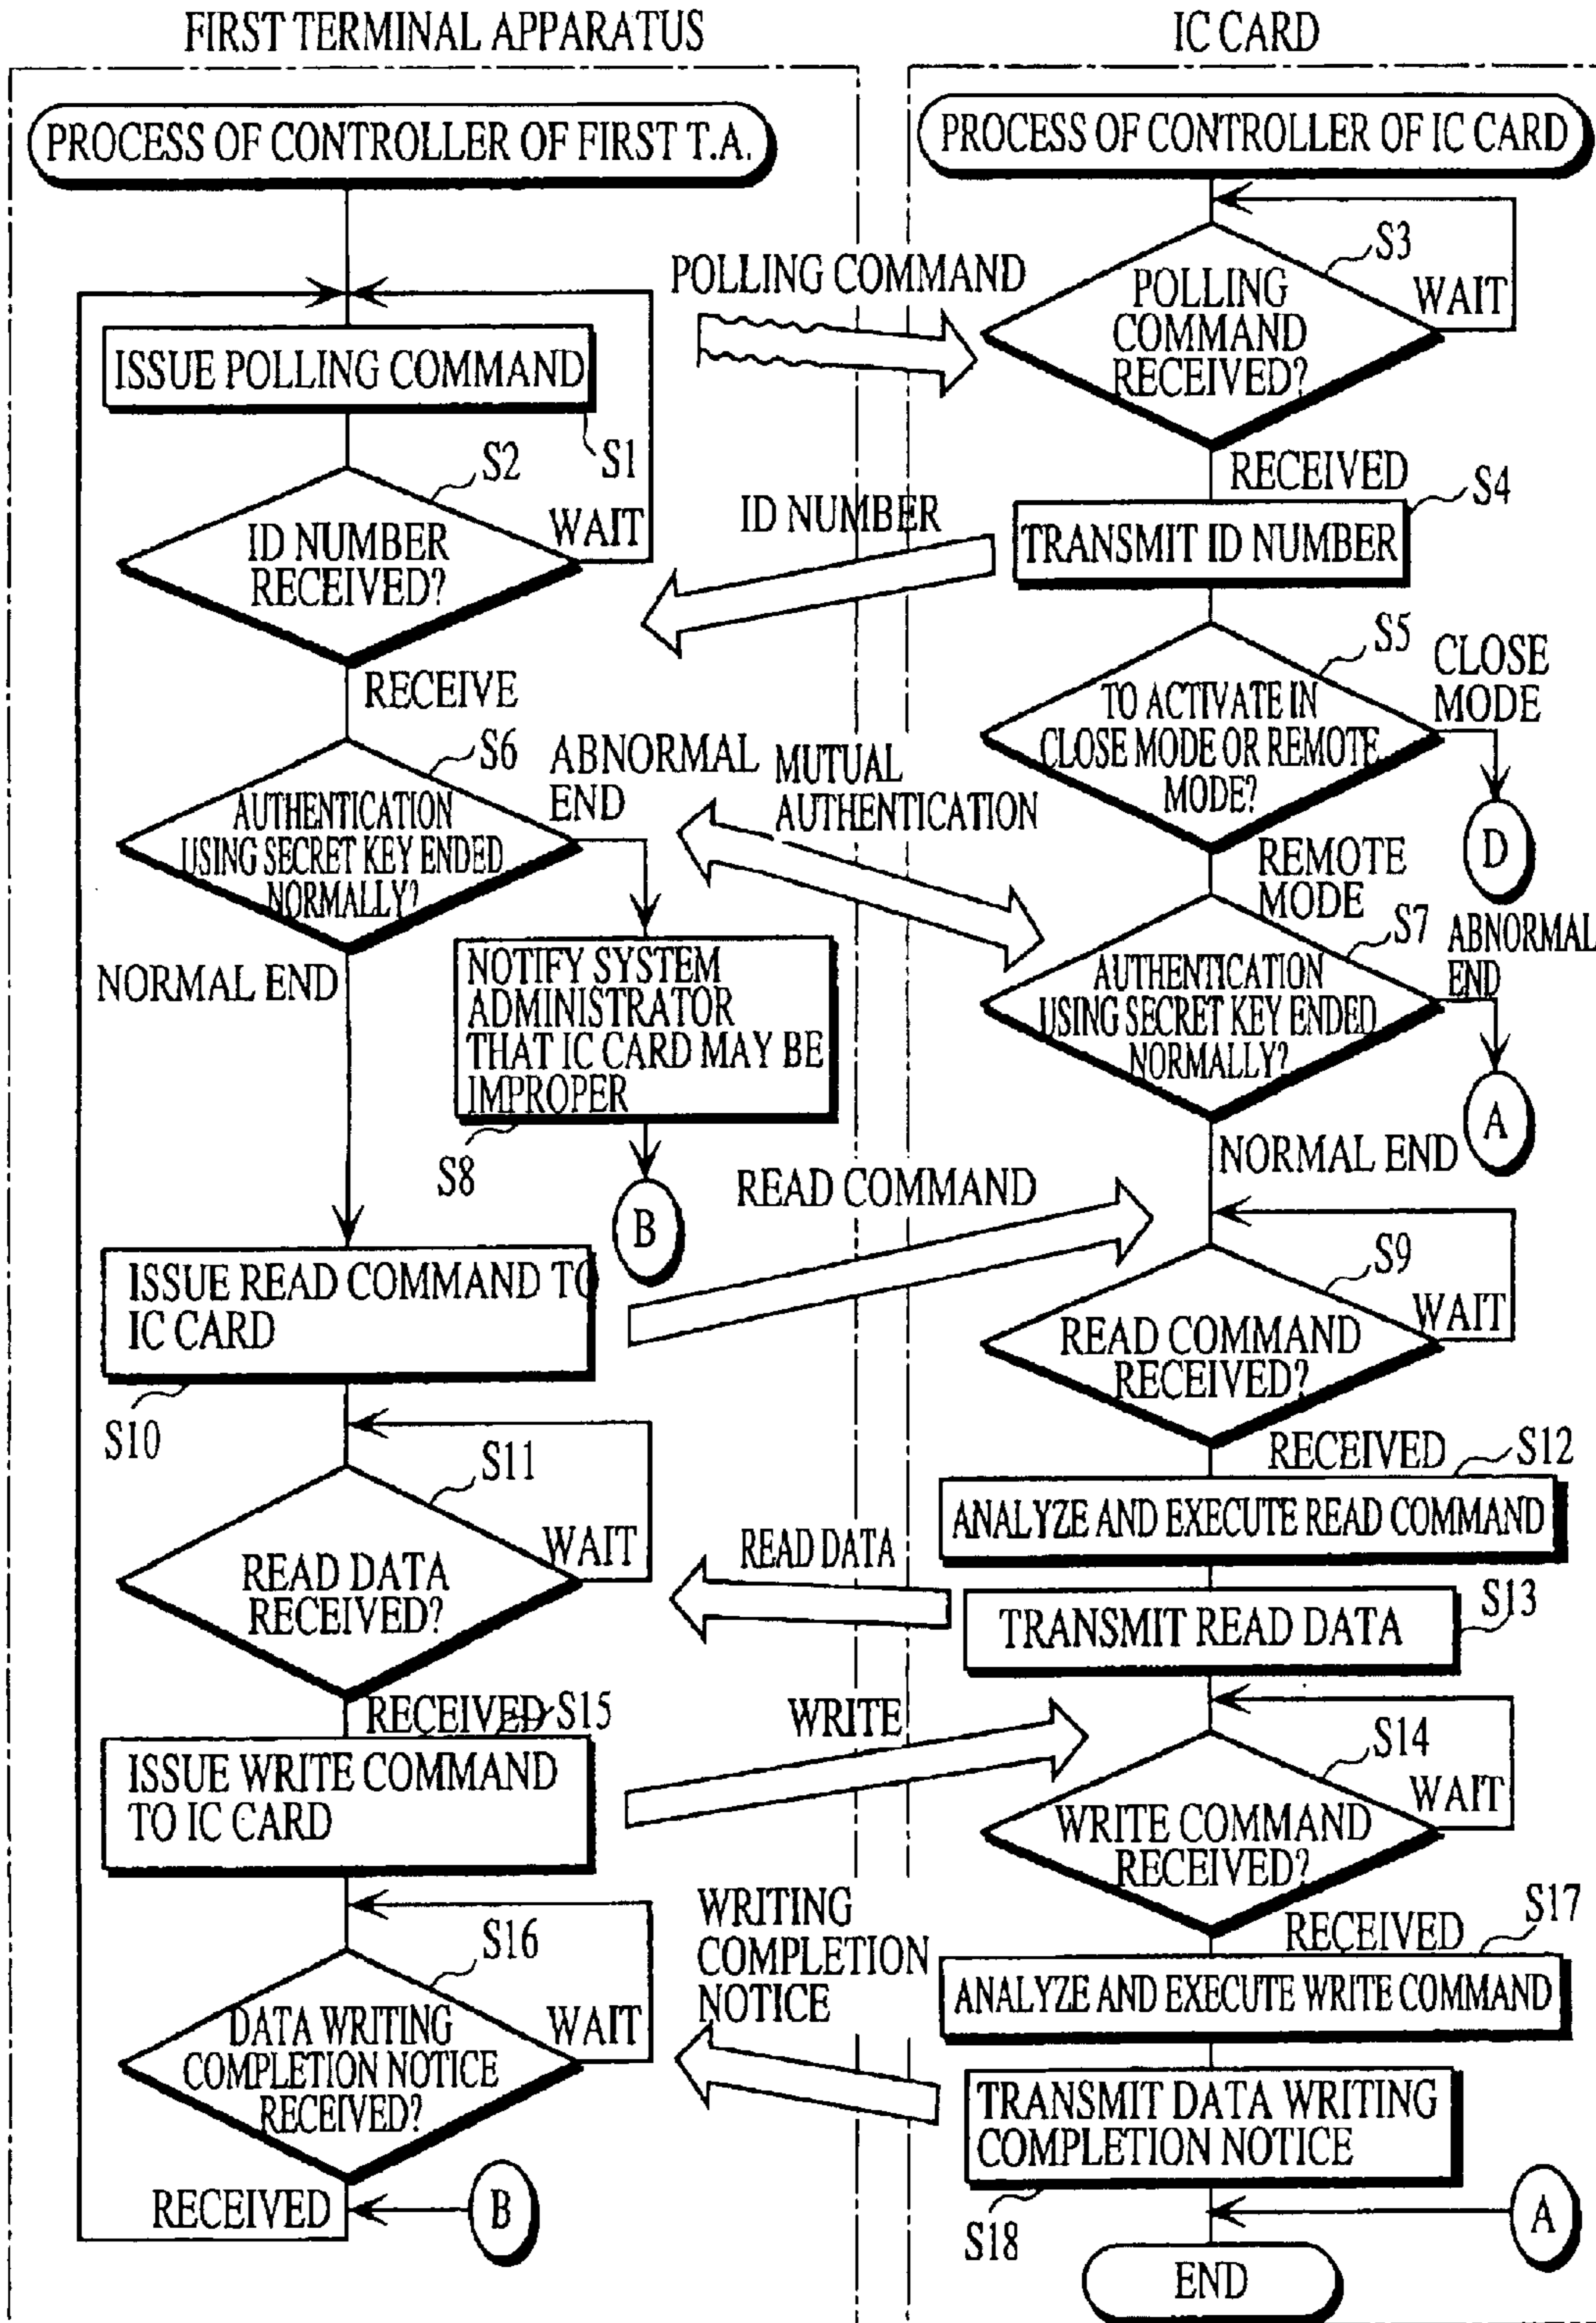 FIRST TERMINAL APPARATUS
IC CARD
PROCESS OF CONTROLLER OF FIRST T.A.
PROCESS OF CONTROLLER OF IC CARD
S3
POLLING COMMAND
POLLING
COMMAND
RECEIVED?
WAIT
ISSUE POLLING COMMAND
S1
S2
RECEIVED
S4
ID NUMBER
WAIT
ID NUMBER
RECEIVED?
TRANSMIT ID NUMBER
S5
CLOSE
MODE
RECEIVE
TO ACTIVATE IN
CLOSE MODE OR REMOTE
MODE?
S6
ABNORMAL
END
MUTUAL
AUTHENTICATION
AUTHENTICATION
USING SECRET KEY ENDED
NORMALLY?
D
REMOTE
MODE
S7
ABNORMAL
END
NORMAL END
NOTIFY SYSTEM
ADMINISTRATOR
THAT IC CARD MAY BE
IMPROPER
AUTHENTICATION
USING SECRET KEY ENDED
NORMALLY?
A
S8
NORMAL END
READ COMMAND
B
ISSUE READ COMMAND TO
IC CARD
S9
WAIT
READ COMMAND
RECEIVED?
S10
S11
RECEIVED
S12
ANALYZE AND EXECUTE READ COMMAND
WAIT
READ DATA
READ DATA
RECEIVED?
S13
TRANSMIT READ DATA
RECEIVED
S15
WRITE
S14
ISSUE WRITE COMMAND
TO IC CARD
WAIT
WRITE COMMAND
RECEIVED?
WRITING
COMPLETION
NOTICE
S17
RECEIVED
S16
ANALYZE AND EXECUTE WRITE COMMAND
WAIT
DATA WRITING
COMPLETION NOTICE
RECEIVED?
TRANSMIT DATA WRITING
COMPLETION NOTICE
RECEIVED
B
S18
A
END